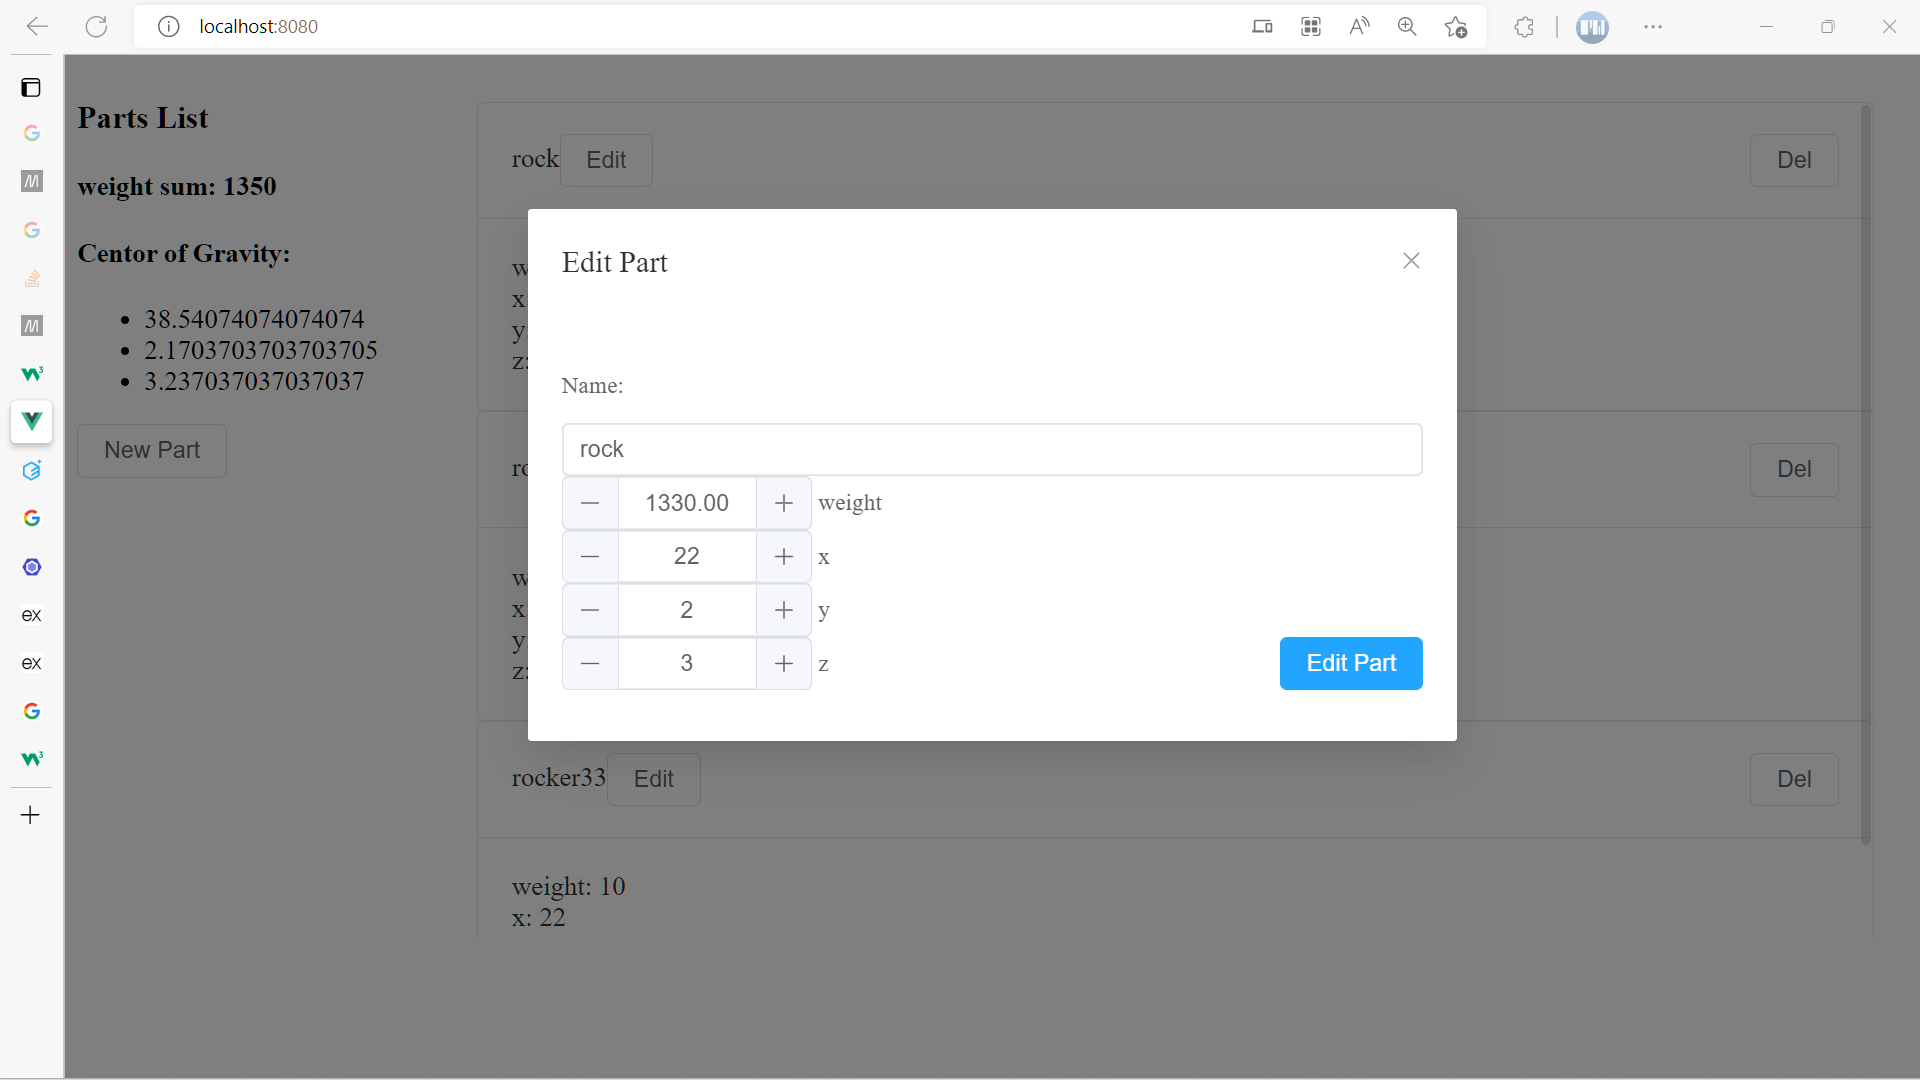 localhost:8080
Parts List
weight sum: 1350
Centor of Gravity:
38.54074074074074
2.1703703703703705
3.237037037037037
New Part
rock Edit Del
Edit Part
Name:
rock
1330.00 weight
22 x
2 y
3 z
Edit Part
Del
rocker33 Edit Del
weight: 10
x: 22
ex
ex